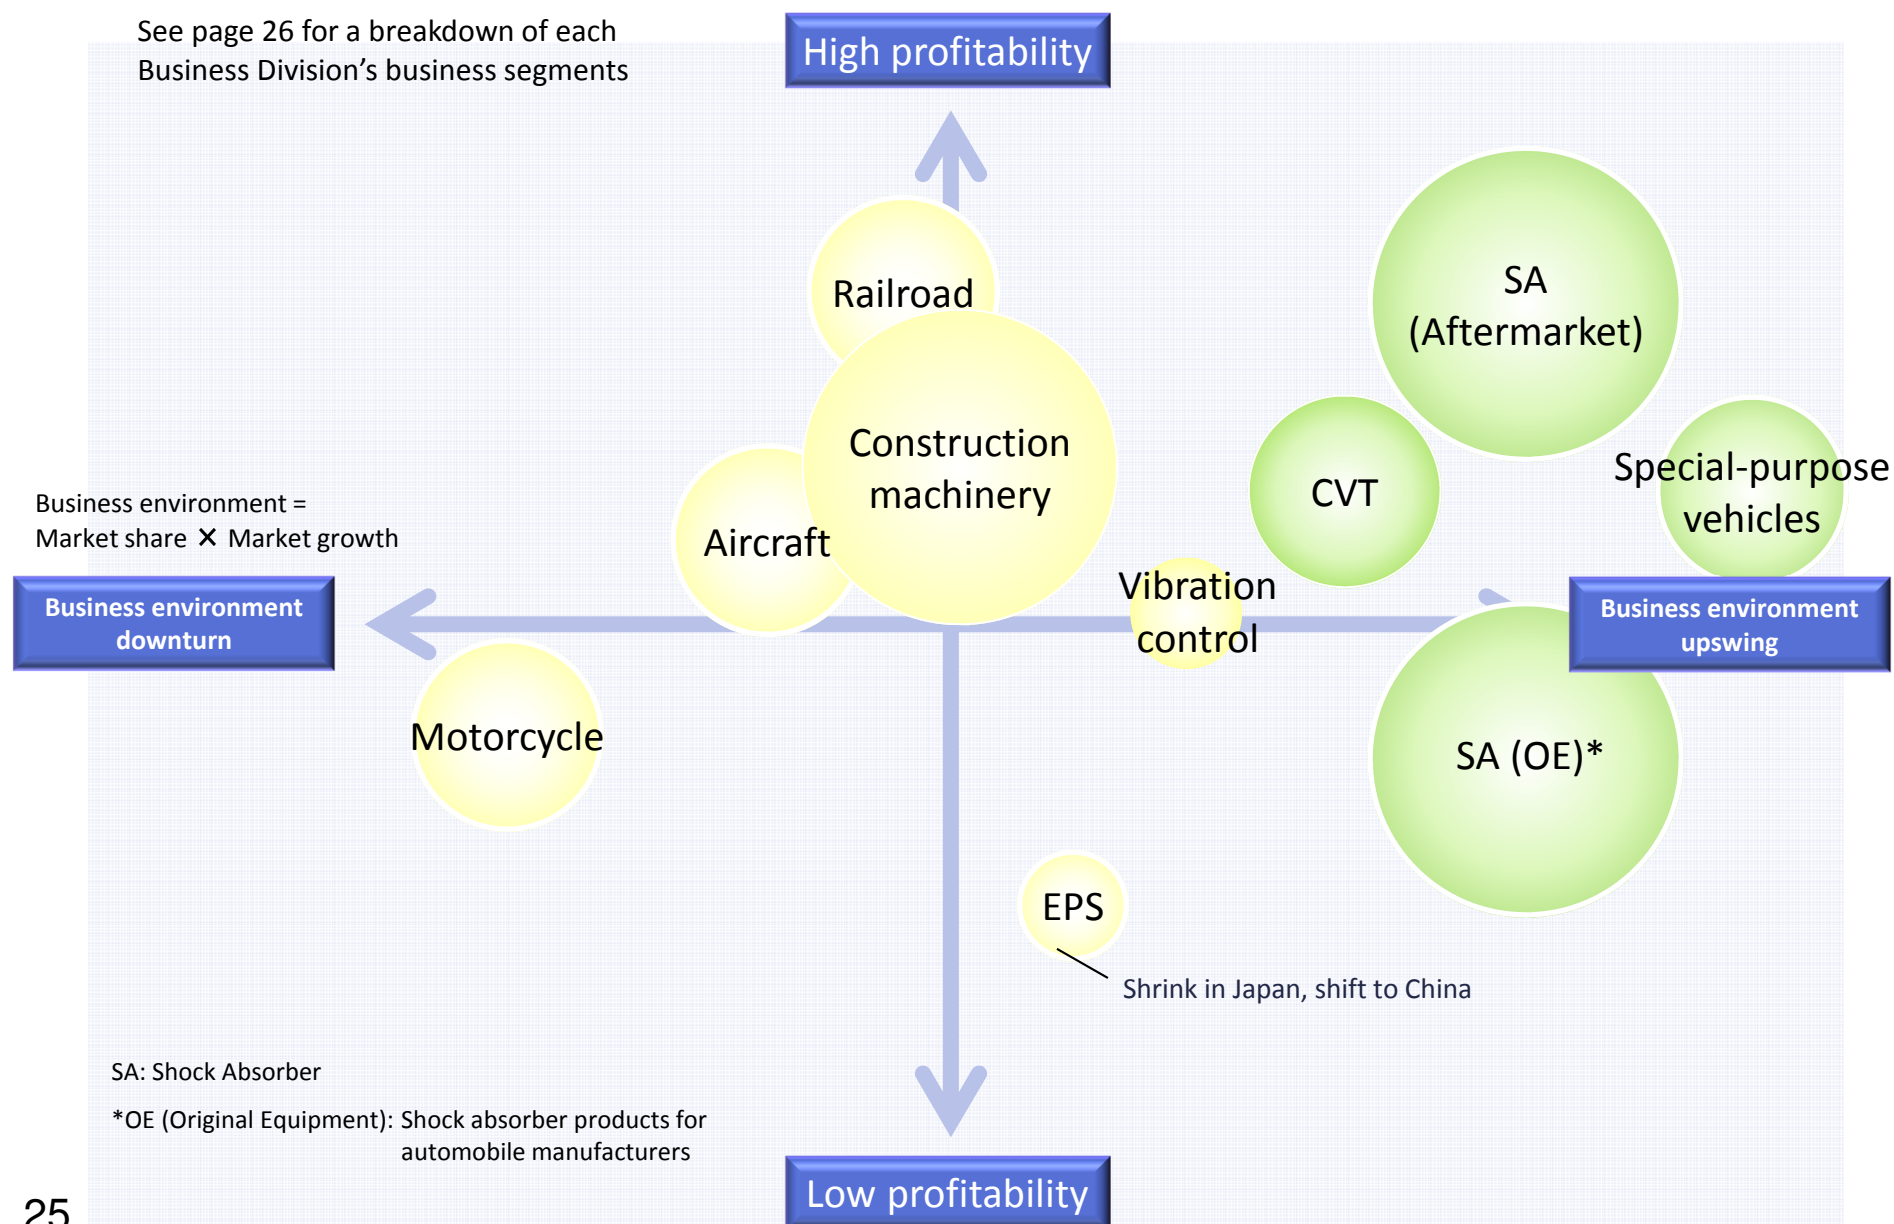 See page 26 for a breakdown of each
Business Division's business segments
High profitability
Railroad
SA
(Aftermarket)
Construction
machinery
CVT
Special-purpose
vehicles
Aircraft
Business environment =
Market share × Market growth
Vibration
control
Business environment
downturn
Business environment
upswing
Motorcycle
SA (OE)*
EPS
Shrink in Japan, shift to China
SA: Shock Absorber
*OE (Original Equipment): Shock absorber products for
automobile manufacturers
Low profitability
25